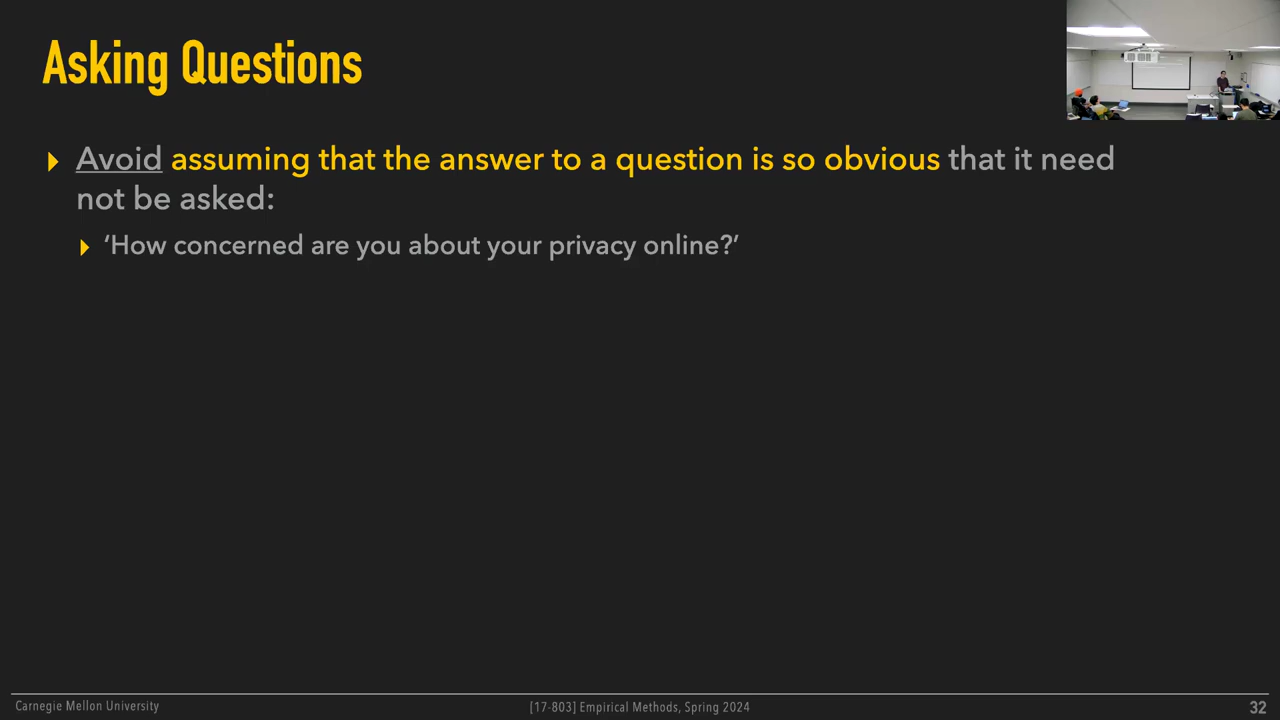 Asking Questions
Avoid assuming that the answer to a question is so obvious that it need
not be asked:
‘How concerned are you about your privacy online?’
Carnegie Mellon University
[17-803] Empirical Methods, Spring 2024
32